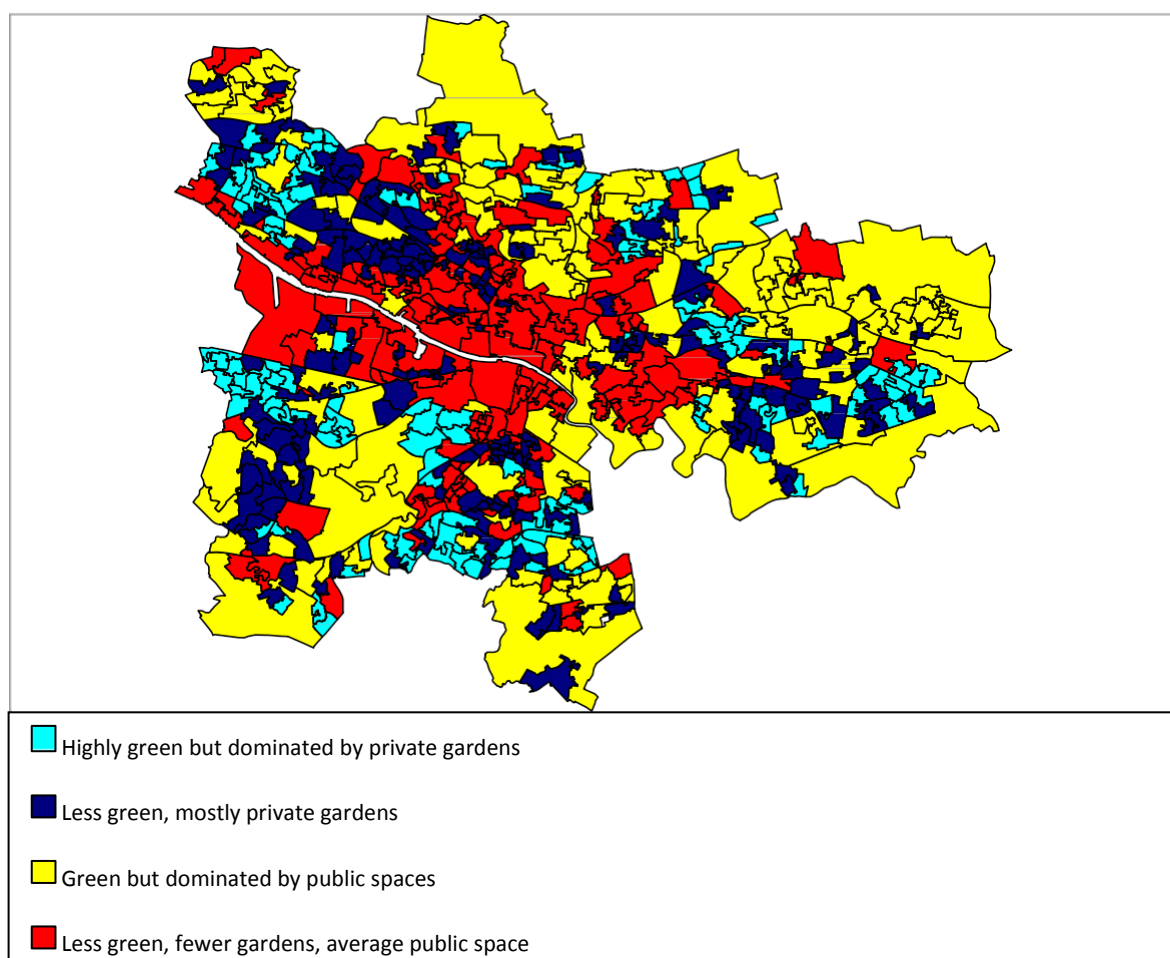 Highly green but dominated by private gardens
Less green, mostly private gardens
Green but dominated by public spaces
Less green, fewer gardens, average public space